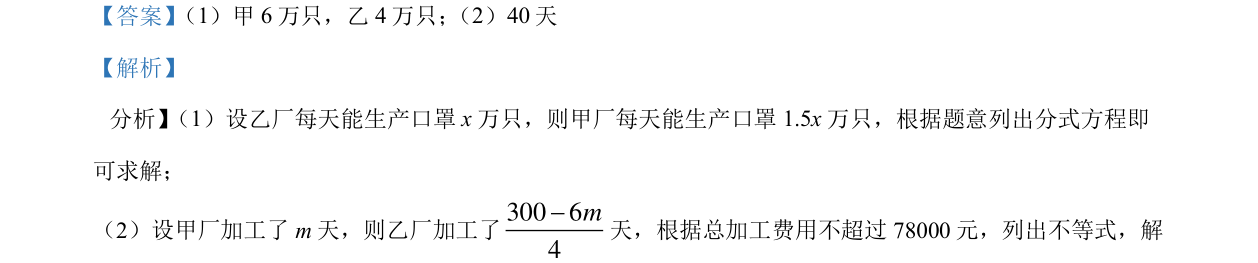 【答案】（1）甲 6 万只，乙 4 万只；（2）40 天
【解析】
分析】（1）设乙厂每天能生产口罩 x 万只，则甲厂每天能生产口罩 1.5x 万只，根据题意列出分式方程即
可求解；
（2）设甲厂加工了 m 天，则乙厂加工了 \frac{300-6m}{4} 天，根据总加工费用不超过 78000 元，列出不等式，解